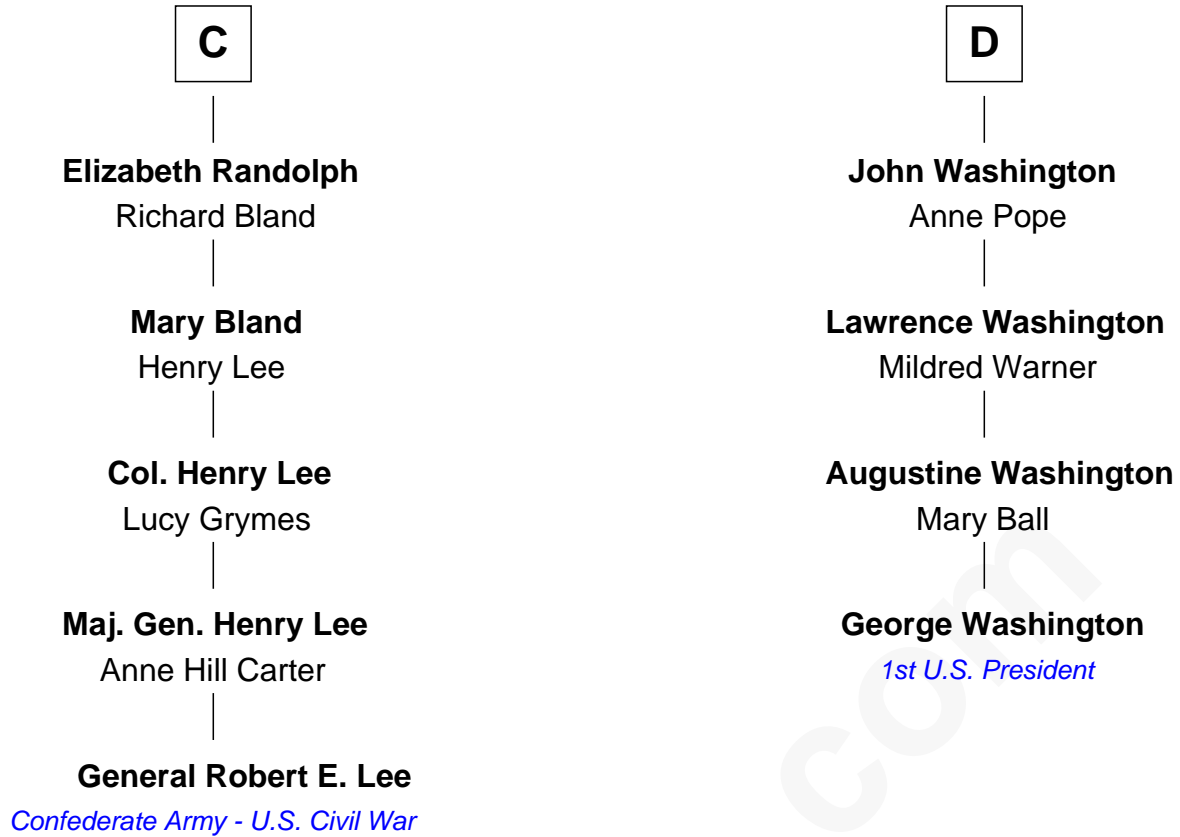 C
Elizabeth Randolph
Richard Bland
Mary Bland
Henry Lee
Col. Henry Lee
Lucy Grymes
Maj. Gen. Henry Lee
Anne Hill Carter
General Robert E. Lee
Confederate Army - U.S. Civil War
D
John Washington
Anne Pope
Lawrence Washington
Mildred Warner
Augustine Washington
Mary Ball
George Washington
1st U.S. President
com